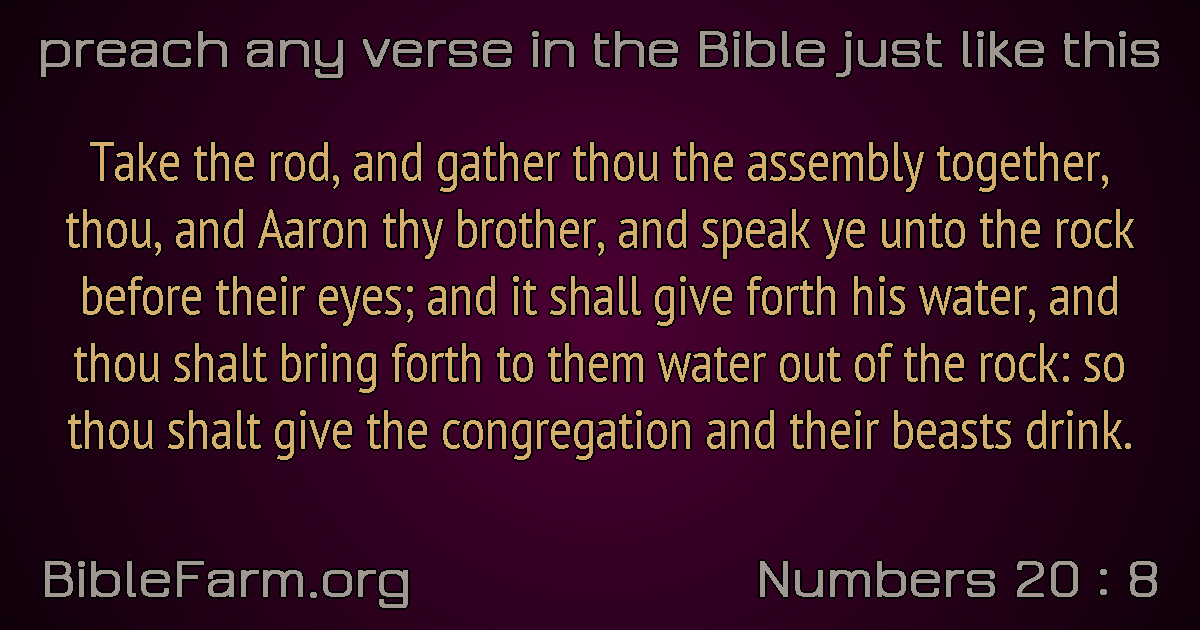 preach any verse in the Bible just like this
Take the rod, and gather thou the assembly together,
thou, and Aaron thy brother, and speak ye unto the rock
before their eyes; and it shall give forth his water, and
thou shalt bring forth to them water out of the rock: so
thou shalt give the congregation and their beasts drink.
BibleFarm.org
Numbers 20 : 8